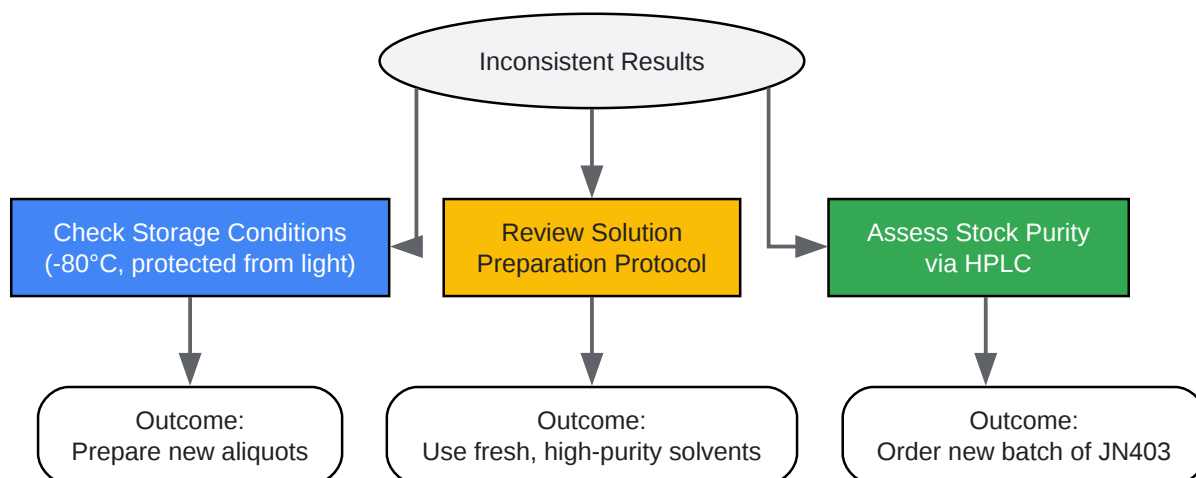 Inconsistent Results
Check Storage Conditions
(-80°C, protected from light)
Review Solution
Preparation Protocol
Assess Stock Purity
via HPLC
Outcome:
Prepare new aliquots
Outcome:
Use fresh, high-purity solvents
Outcome:
Order new batch of JN403